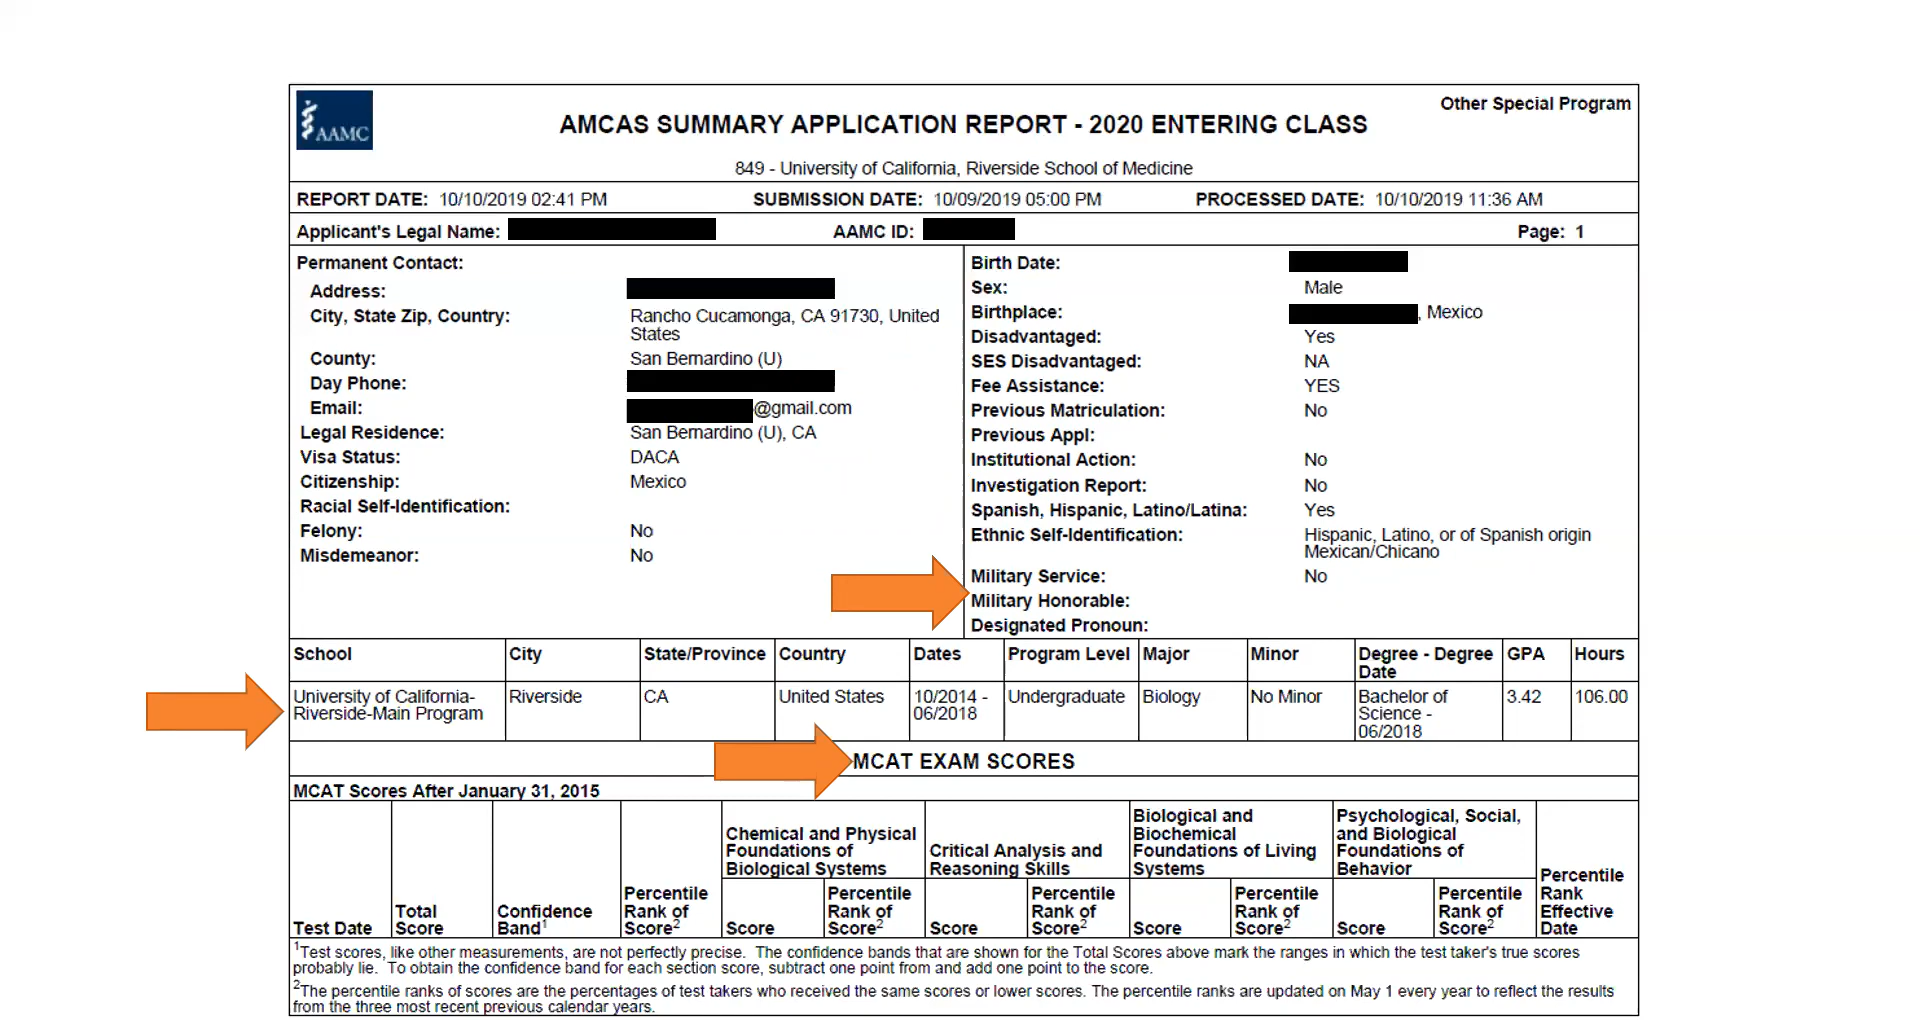 AAMC
Other Special Program
AMCAS SUMMARY APPLICATION REPORT - 2020 ENTERING CLASS
849 - University of California, Riverside School of Medicine
REPORT DATE: 10/10/2019 02:41 PM SUBMISSION DATE: 10/09/2019 05:00 PM PROCESSED DATE: 10/10/2019 11:36 AM
Applicant's Legal Name: AAMC ID: Page: 1
Permanent Contact:
Address:
City, State Zip, Country: Rancho Cucamonga, CA 91730, United
States
County: San Bernardino (U)
Day Phone:
Email: @gmail.com
Legal Residence: San Bernardino (U), CA
Visa Status: DACA
Citizenship: Mexico
Racial Self-Identification:
Felony: No
Misdemeanor: No
Birth Date:
Sex: Male
Birthplace: , Mexico
Disadvantaged: Yes
SES Disadvantaged: NA
Fee Assistance: YES
Previous Matriculation: No
Previous Appl:
Institutional Action: No
Investigation Report: No
Spanish, Hispanic, Latino/Latina: Yes
Ethnic Self-Identification: Hispanic, Latino, or of Spanish origin
Mexican/Chicano
Military Service: No
Military Honorable:
Designated Pronoun:
School City State/Province Country Dates Program Level Major Minor Degree - Degree GPA Hours
Date
University of California- Riverside CA United States 10/2014 - Undergraduate Biology No Minor Bachelor of 3.42 106.00
Riverside-Main Program 06/2018 Science -
06/2018
MCAT EXAM SCORES
MCAT Scores After January 31, 2015
Test Date
Total
Score
Confidence
Band1
Percentile
Rank of
Score2
Chemical and Physical
Foundations of
Biological Systems
Score
Percentile
Rank of
Score2
Critical Analysis and
Reasoning Skills
Score
Percentile
Rank of
Score2
Biological and
Biochemical
Foundations of Living
Systems
Score
Percentile
Rank of
Score2
Psychological, Social,
and Biological
Foundations of
Behavior
Score
Percentile
Rank of
Score2
Percentile
Rank
Effective
Date
1Test scores, like other measurements, are not perfectly precise. The confidence bands that are shown for the Total Scores above mark the ranges in which the test taker's true scores
probably lie. To obtain the confidence band for each section score, subtract one point from and add one point to the score.
2The percentile ranks of scores are the percentages of test takers who received the same scores or lower scores. The percentile ranks are updated on May 1 every year to reflect the results
from the three most recent previous calendar years.